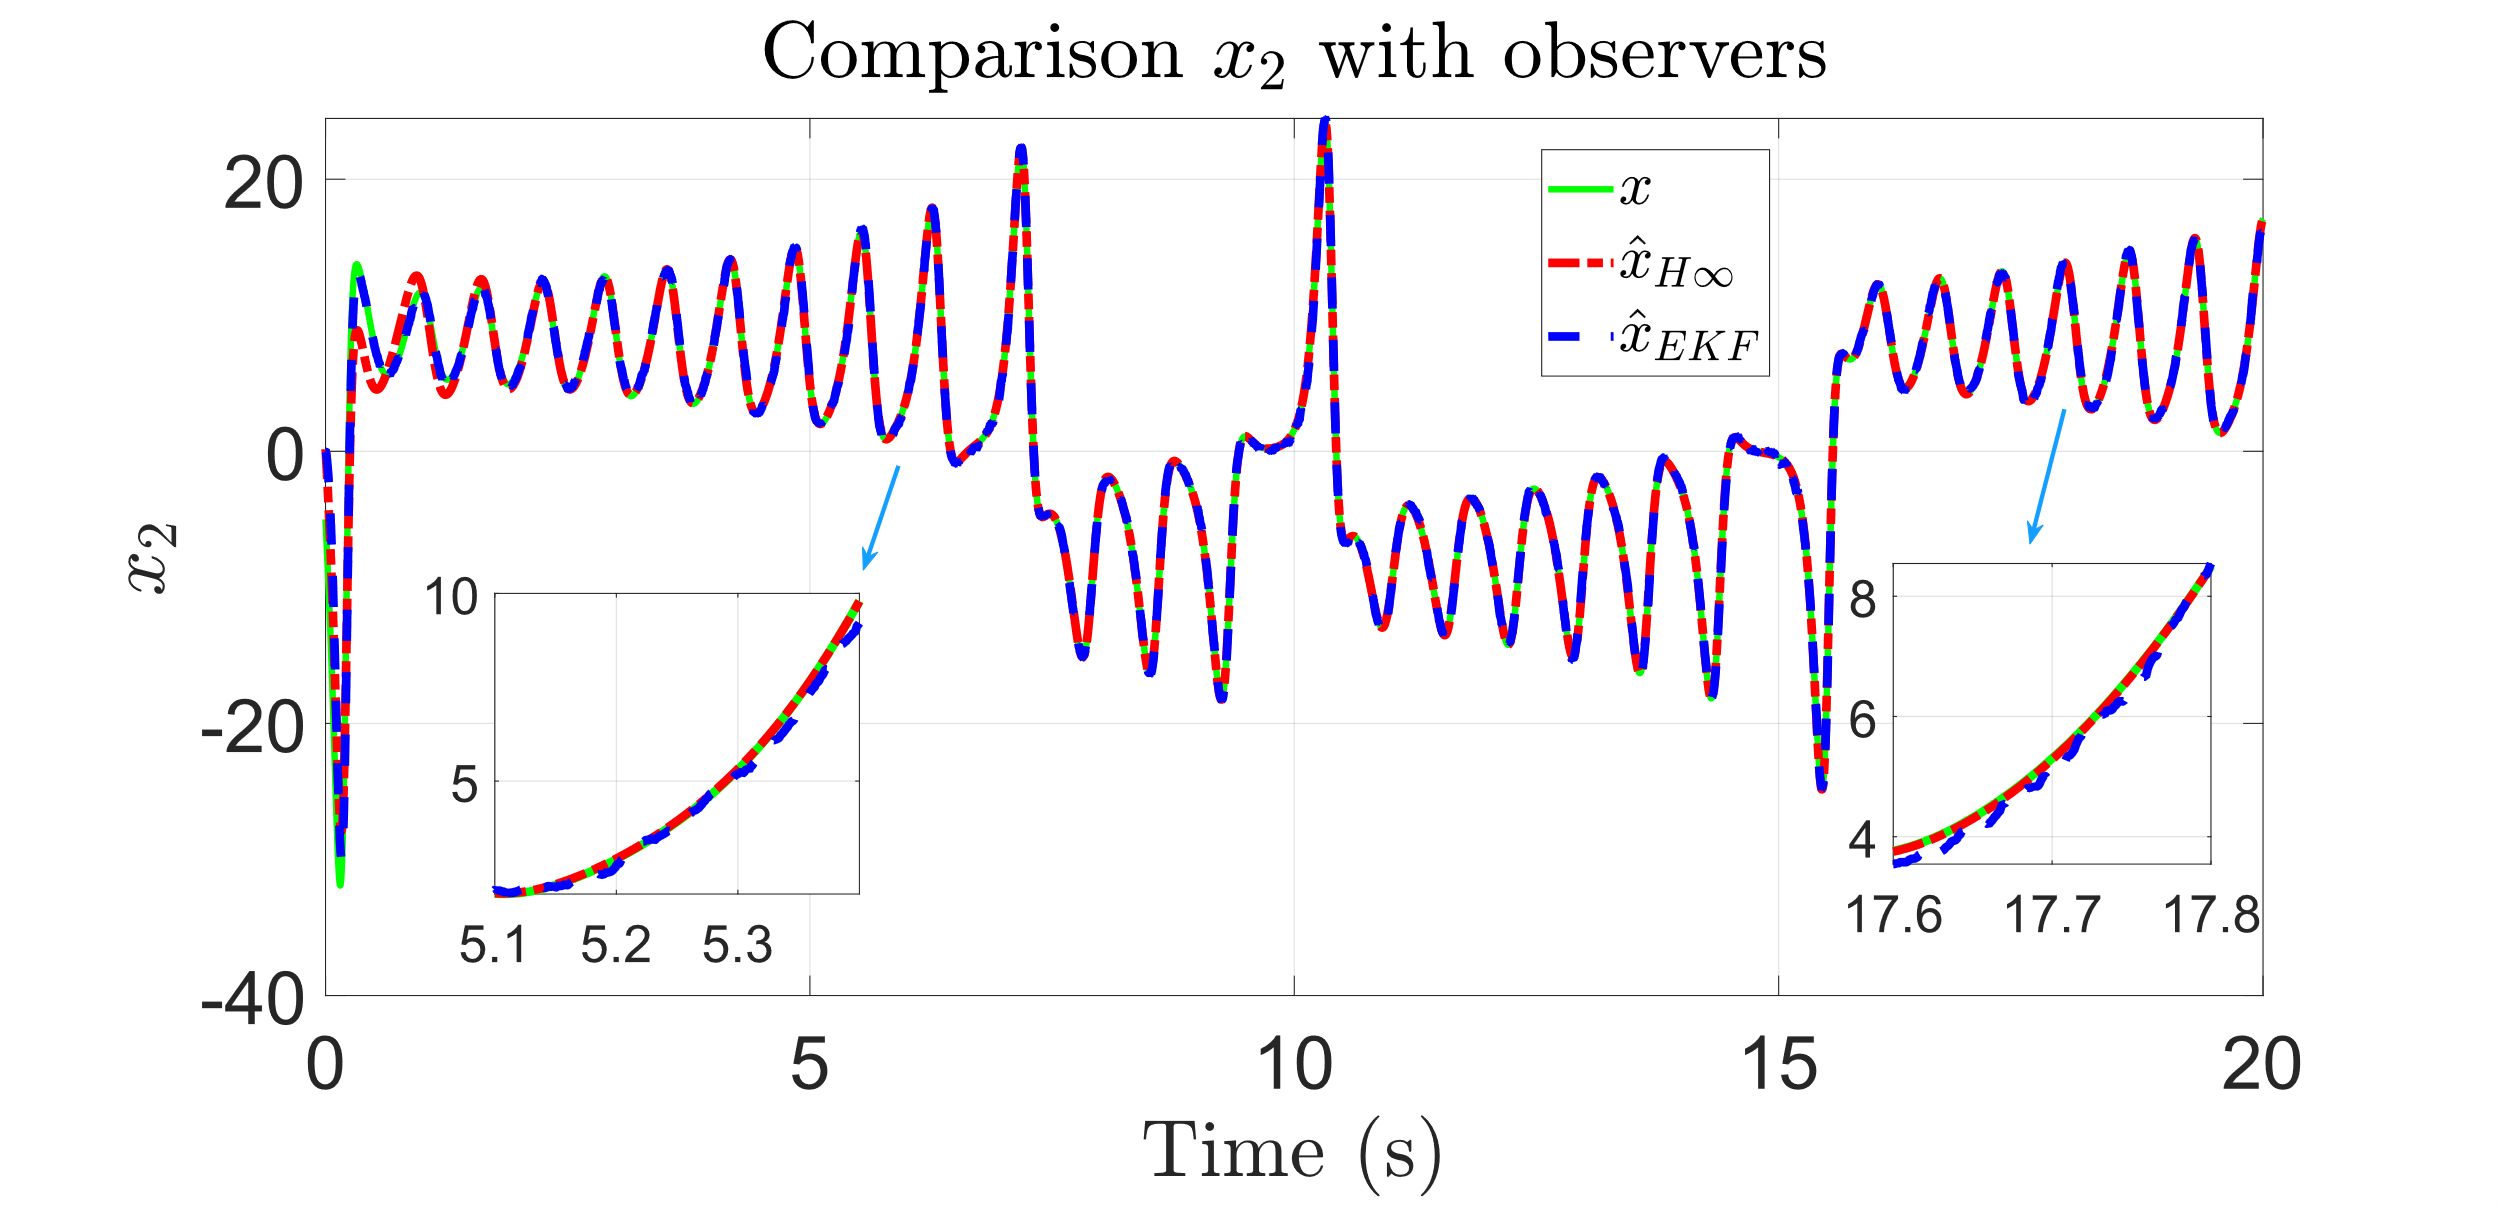 Comparison x₂ with observers
20
0
-20
-40
x₂
x
x̂_{H∞}
x̂_{EKF}
10
5
5.1 5.2 5.3
8
6
4
17.6 17.7 17.8
0 5 10 15 20
Time (s)